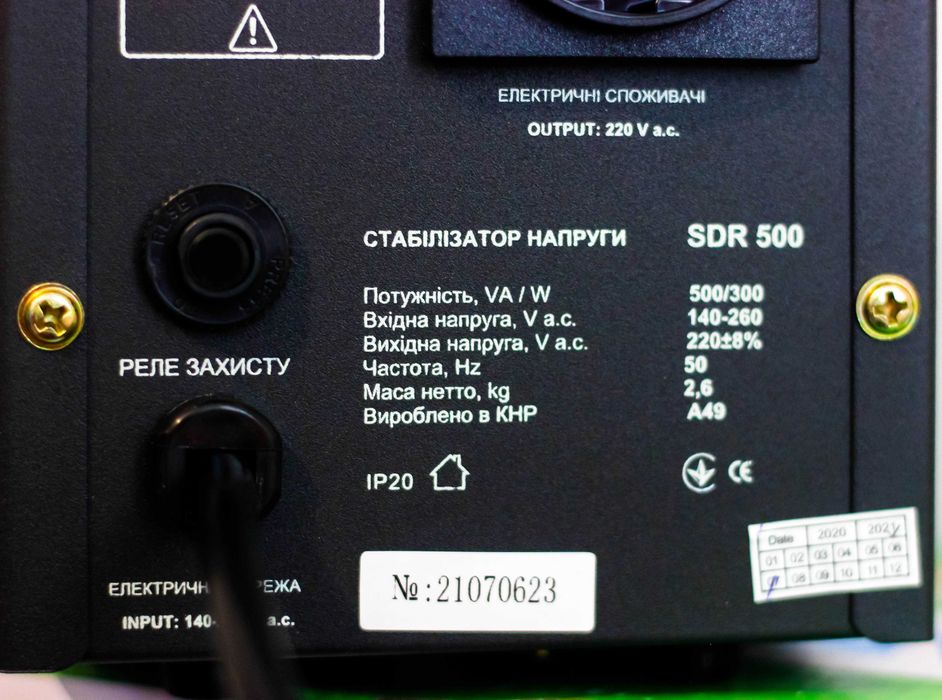 ЕЛЕКТРИЧНІ СПОЖИВАЧІ
OUTPUT: 220 V a.c.
RESET
СТАБІЛІЗАТОР НАПРУГИ SDR 500
Потужність, VA / W 500/300
Вхідна напруга, V a.c. 140-260
Вихідна напруга, V a.c. 220±8%
Частота, Hz 50
Маса нетто, kg 2,6
Вироблено в КНР A49
РЕЛЕ ЗАХИСТУ
IP20
CE
Date 2020 2021
01 02 03 04 05 06
08 09 10 11 12
№:21070623
INPUT: 140- a.c.